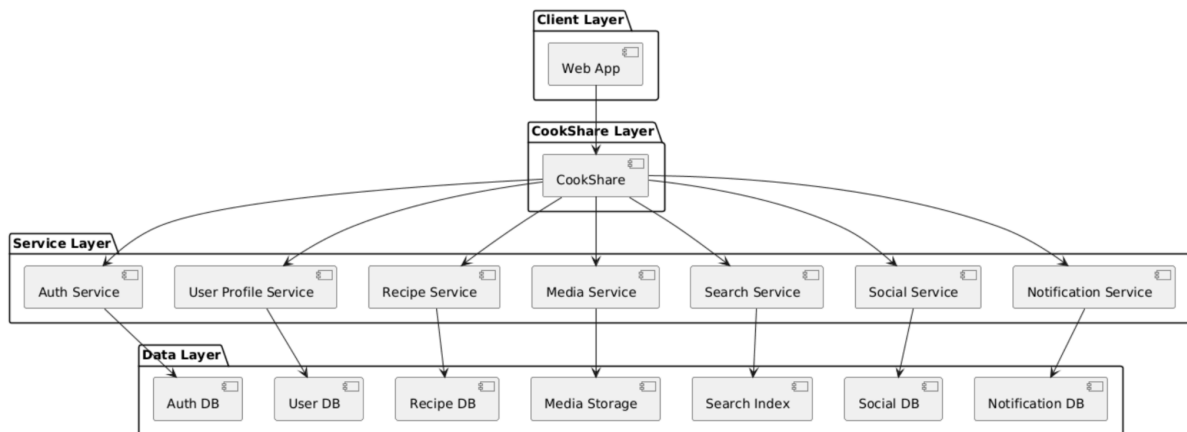 Client Layer
Web App
CookShare Layer
CookShare
Service Layer
Auth Service
User Profile Service
Recipe Service
Media Service
Search Service
Social Service
Notification Service
Data Layer
Auth DB
User DB
Recipe DB
Media Storage
Search Index
Social DB
Notification DB